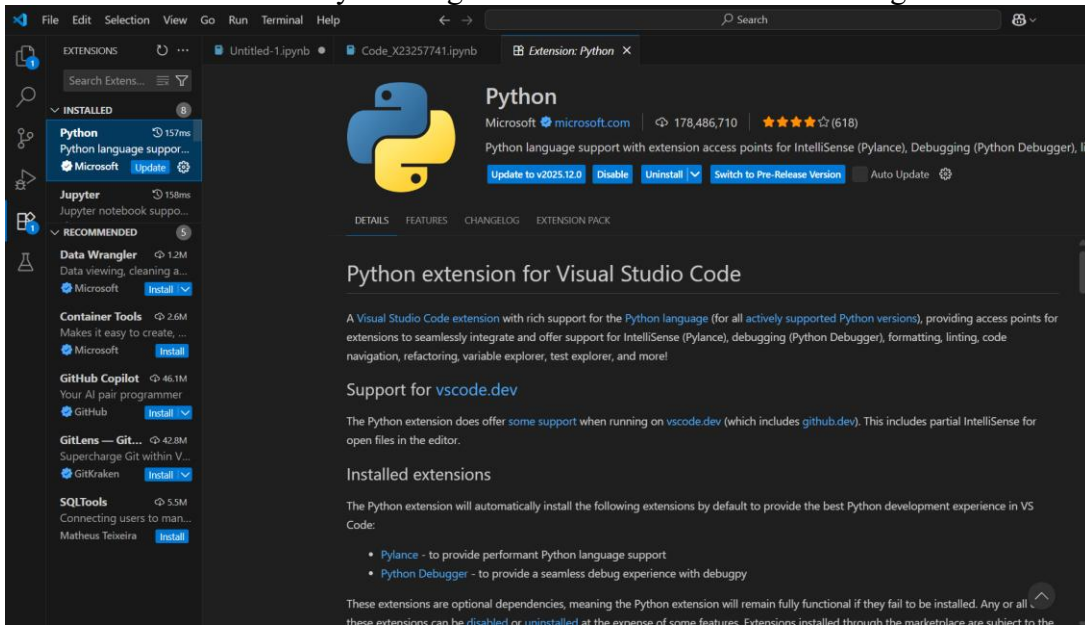 File Edit Selection View Go Run Terminal Help
Search
EXTENSIONS
Untitled-1.ipynb
Code_X23257741.ipynb
Extension: Python
Search Extens...
INSTALLED 8
Python 157ms
Python language suppor...
Microsoft Update
Jupyter 158ms
Jupyter notebook suppo...
RECOMMENDED 5
Data Wrangler 1.2M
Data viewing, cleaning a...
Microsoft Install
Container Tools 2.6M
Makes it easy to create, ...
Microsoft Install
GitHub Copilot 46.1M
Your AI pair programmer
GitHub Install
GitLens — Git... 42.8M
Supercharge Git within V...
GitKraken Install
SQLTools 5.5M
Connecting users to man...
Matheus Teixeira Install
1
1
Python
Microsoft microsoft.com 178,486,710 (618)
Python language support with extension access points for IntelliSense (Pylance), Debugging (Python Debugger), li
Update to v2025.12.0 Disable Uninstall Switch to Pre-Release Version Auto Update
DETAILS FEATURES CHANGELOG EXTENSION PACK
Python extension for Visual Studio Code
A Visual Studio Code extension with rich support for the Python language (for all actively supported Python versions), providing access points for
extensions to seamlessly integrate and offer support for IntelliSense (Pylance), debugging (Python Debugger), formatting, linting, code
navigation, refactoring, variable explorer, test explorer, and more!
Support for vscode.dev
The Python extension does offer some support when running on vscode.dev (which includes github.dev). This includes partial IntelliSense for
open files in the editor.
Installed extensions
The Python extension will automatically install the following extensions by default to provide the best Python development experience in VS
Code:
• Pylance - to provide performant Python language support
• Python Debugger - to provide a seamless debug experience with debugpy
These extensions are optional dependencies, meaning the Python extension will remain fully functional if they fail to be installed. Any or all
these extensions can be disabled or uninstalled at the expense of some features. Extensions installed through the marketplace are subject to the